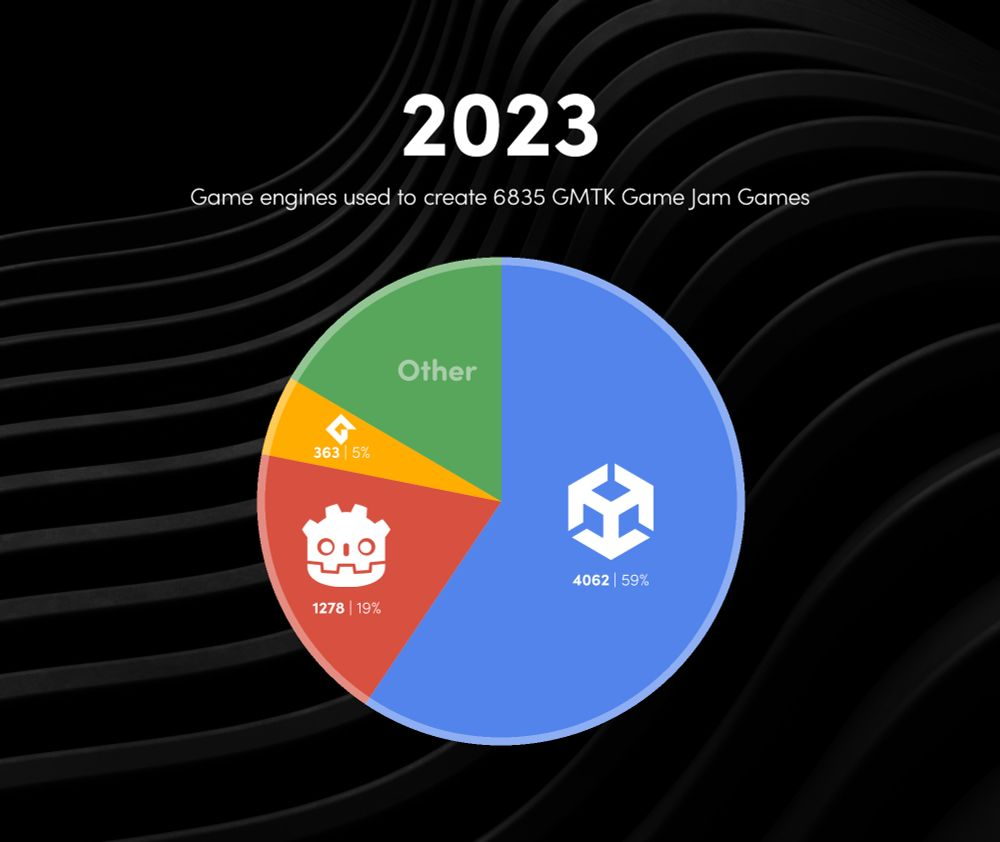 2023
Game engines used to create 6835 GMTK Game Jam Games
Other
363 | 5%
4062 | 59%
1278 | 19%